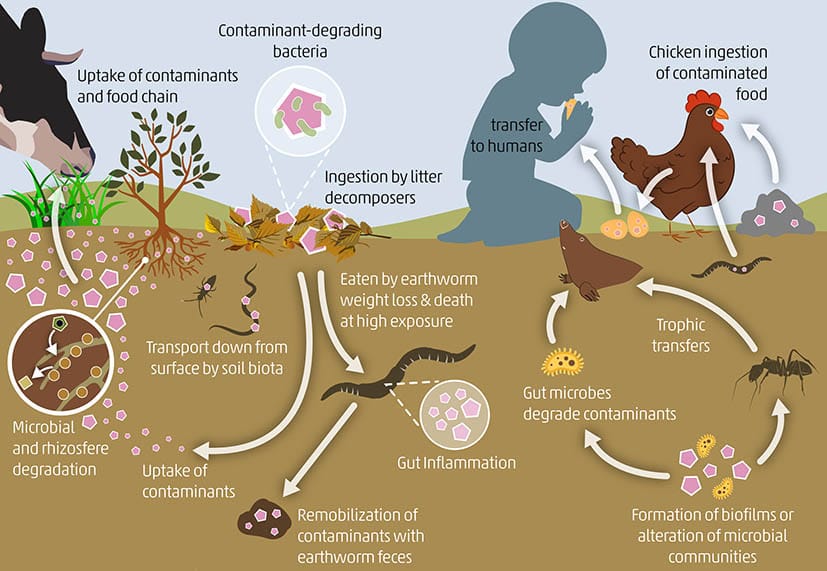 Contaminant-degrading
bacteria
Uptake of contaminants
and food chain
Chicken ingestion
of contaminated
food
transfer
to humans
Ingestion by litter
decomposers
Eaten by earthworm
weight loss & death
at high exposure
Transport down from
surface by soil biota
Trophic
transfers
Gut microbes
degrade contaminants
Microbial
and rhizosfere
degradation
Uptake of
contaminants
Gut Inflammation
Remobilization of
contaminants with
earthworm feces
Formation of biofilms or
alteration of microbial
communities